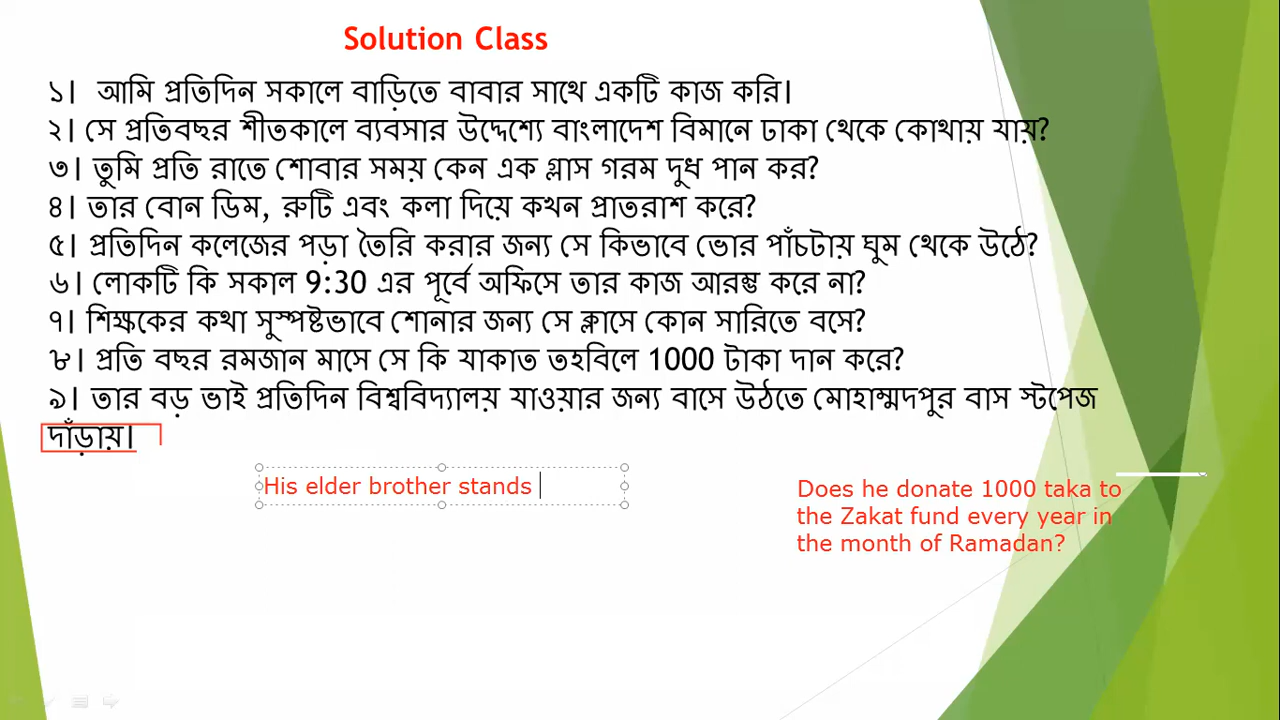 Solution Class
১। আমি প্রতিদিন সকালে বাড়িতে বাবার সাথে একটি কাজ করি।
২। সে প্রতিবছর শীতকালে ব্যবসার উদ্দেশ্যে বাংলাদেশ বিমানে ঢাকা থেকে কোথায় যায়?
৩। তুমি প্রতি রাতে শোবার সময় কেন এক গ্লাস গরম দুধ পান কর?
৪। তার বোন ডিম, রুটি এবং কলা দিয়ে কখন প্রাতরাশ করে?
৫। প্রতিদিন কলেজের পড়া তৈরি করার জন্য সে কিভাবে ভোর পাঁচটায় ঘুম থেকে উঠে?
৬। লোকটি কি সকাল 9:30 এর পূর্বে অফিসে তার কাজ আরম্ভ করে না?
৭। শিক্ষকের কথা সুস্পষ্টভাবে শোনার জন্য সে ক্লাসে কোন সারিতে বসে?
৮। প্রতি বছর রমজান মাসে সে কি যাকাত তহবিলে 1000 টাকা দান করে?
৯। তার বড় ভাই প্রতিদিন বিশ্ববিদ্যালয় যাওয়ার জন্য বাসে উঠতে মোহাম্মদপুর বাস স্টপেজ
দাঁড়ায়।
His elder brother stands
Does he donate 1000 taka to
the Zakat fund every year in
the month of Ramadan?